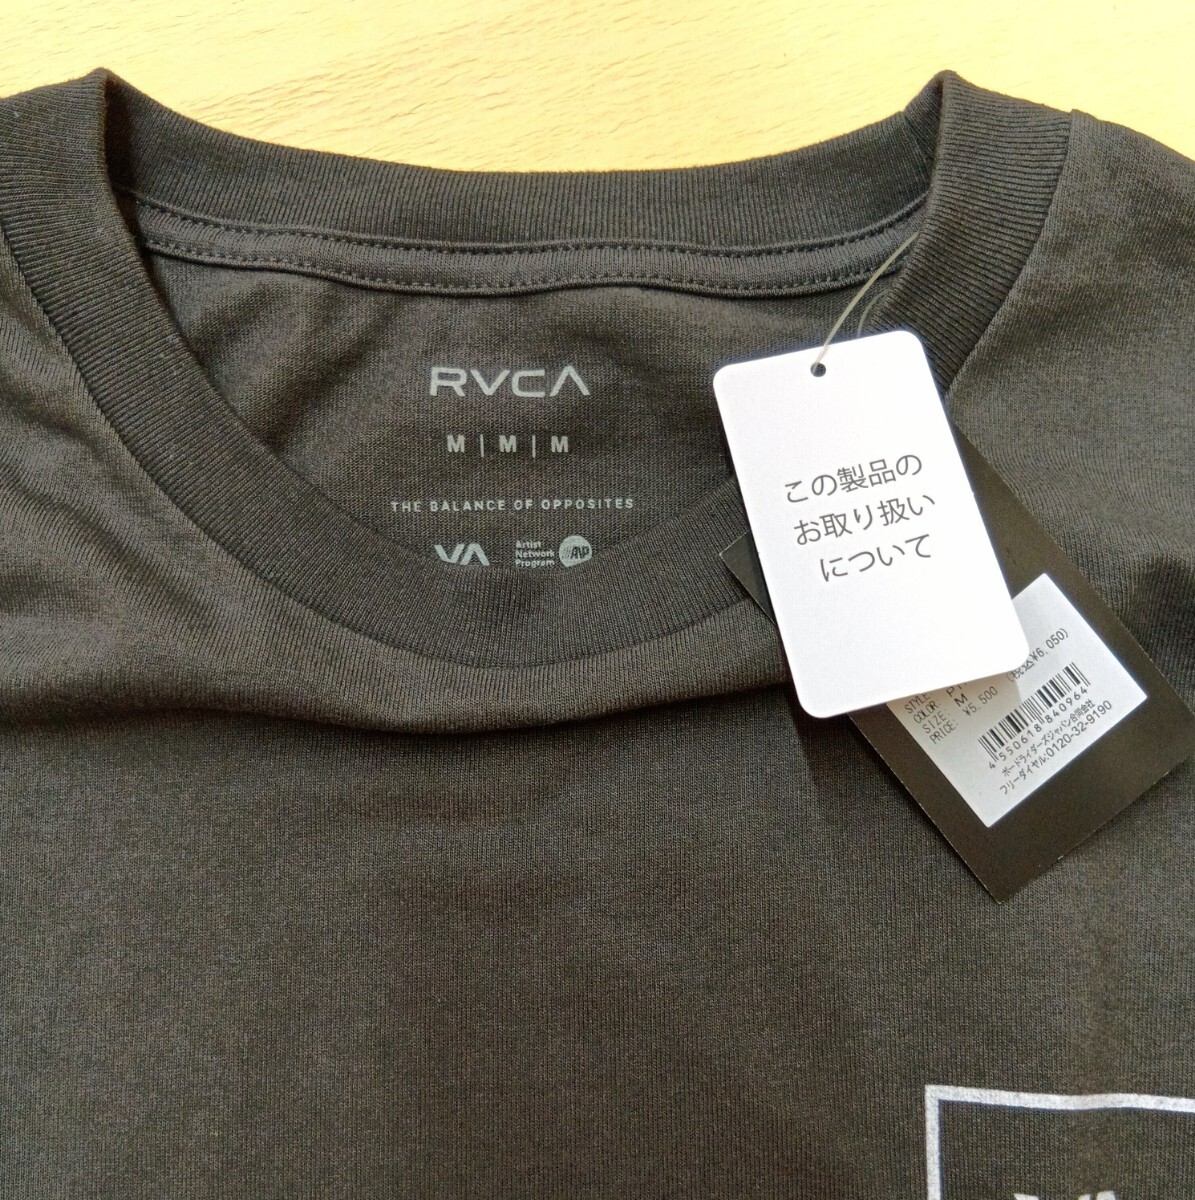 RVCA
M | M | M
THE BALANCE OF OPPOSITES
VA
Artist
Network
Program
ANP
この製品の
お取り扱い
について
COLOR:
SIZE: M
PRICE: ¥5,500 (税込¥6,050)
4550618840964
ボードライダーズジャパン合同会社
フリーダイヤル:0120-32-9190